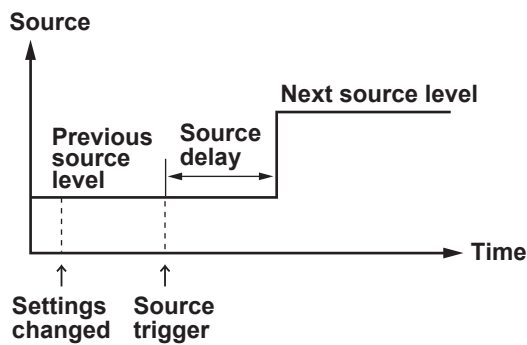 Source
Next source level
Previous
source
level
Source
delay
Time
Settings
changed
Source
trigger